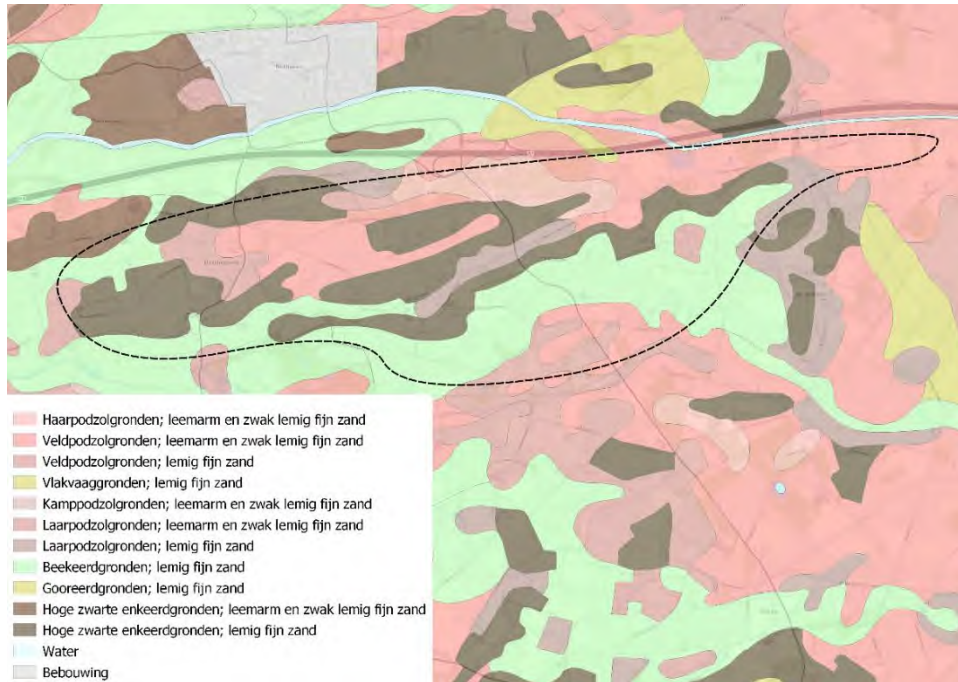 Haarpodzolgronden; leemarm en zwak lemig fijn zand
Veldpodzolgronden; leemarm en zwak lemig fijn zand
Veldpodzolgronden; lemig fijn zand
Vlakvaaggronden; lemig fijn zand
Kamppodzolgronden; leemarm en zwak lemig fijn zand
Laarpodzolgronden; leemarm en zwak lemig fijn zand
Laarpodzolgronden; lemig fijn zand
Beekeerdgronden; lemig fijn zand
Gooreerdgronden; lemig fijn zand
Hoge zwarte enkeerdgronden; leemarm en zwak lemig fijn zand
Hoge zwarte enkeerdgronden; lemig fijn zand
Water
Bebouwing